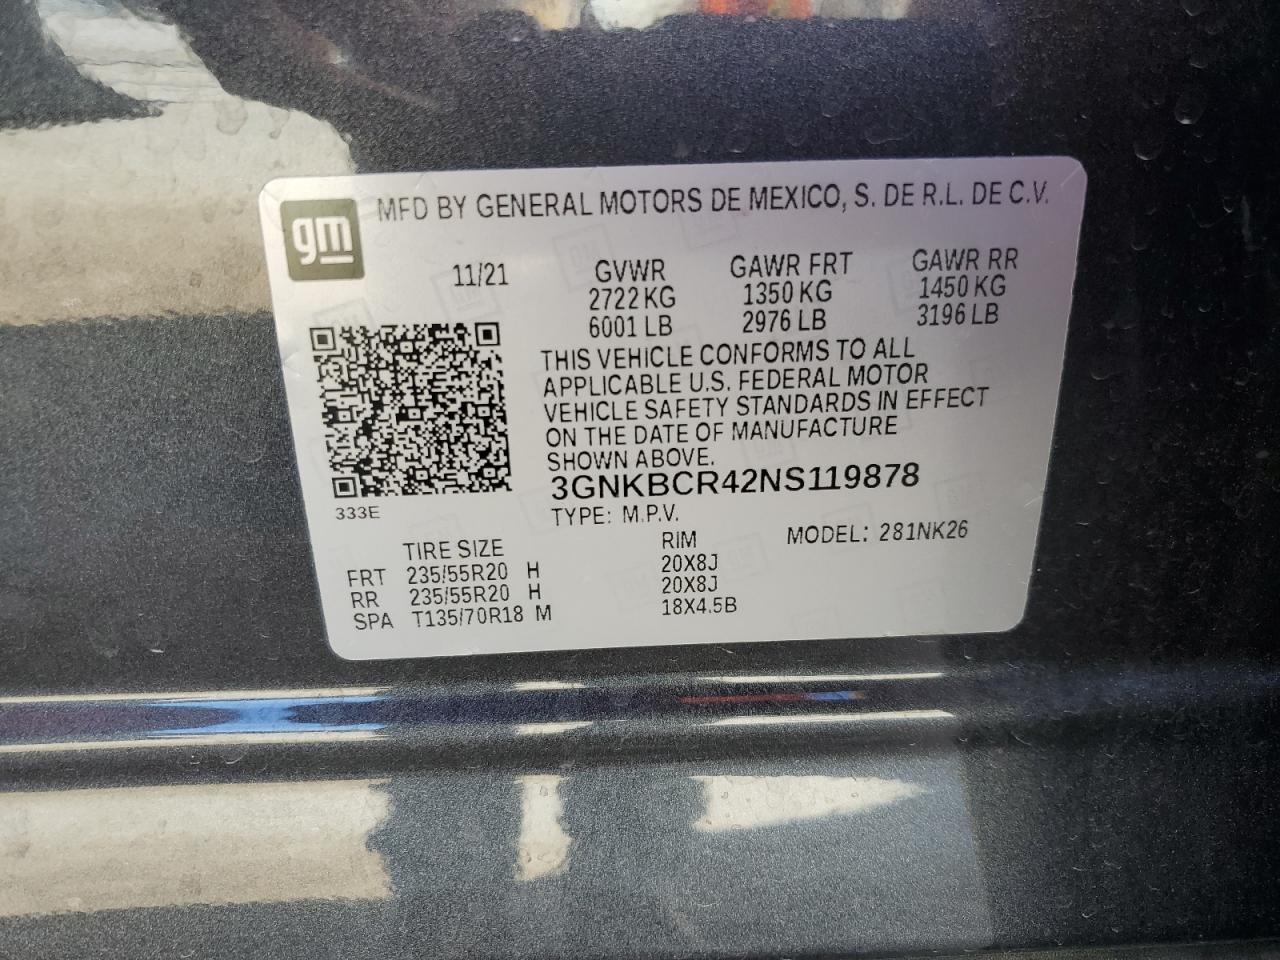 gm
MFD BY GENERAL MOTORS DE MEXICO, S. DE R.L. DE C.V.
11/21 GVWR GAWR FRT GAWR RR
2722 KG 1350 KG 1450 KG
6001 LB 2976 LB 3196 LB
THIS VEHICLE CONFORMS TO ALL
APPLICABLE U.S. FEDERAL MOTOR
VEHICLE SAFETY STANDARDS IN EFFECT
ON THE DATE OF MANUFACTURE
SHOWN ABOVE.
3GNKBCR42NS119878
333E
TYPE: M.P.V.
TIRE SIZE RIM MODEL: 281NK26
FRT 235/55R20 H 20X8J
RR 235/55R20 H 20X8J
SPA T135/70R18 M 18X4.5B